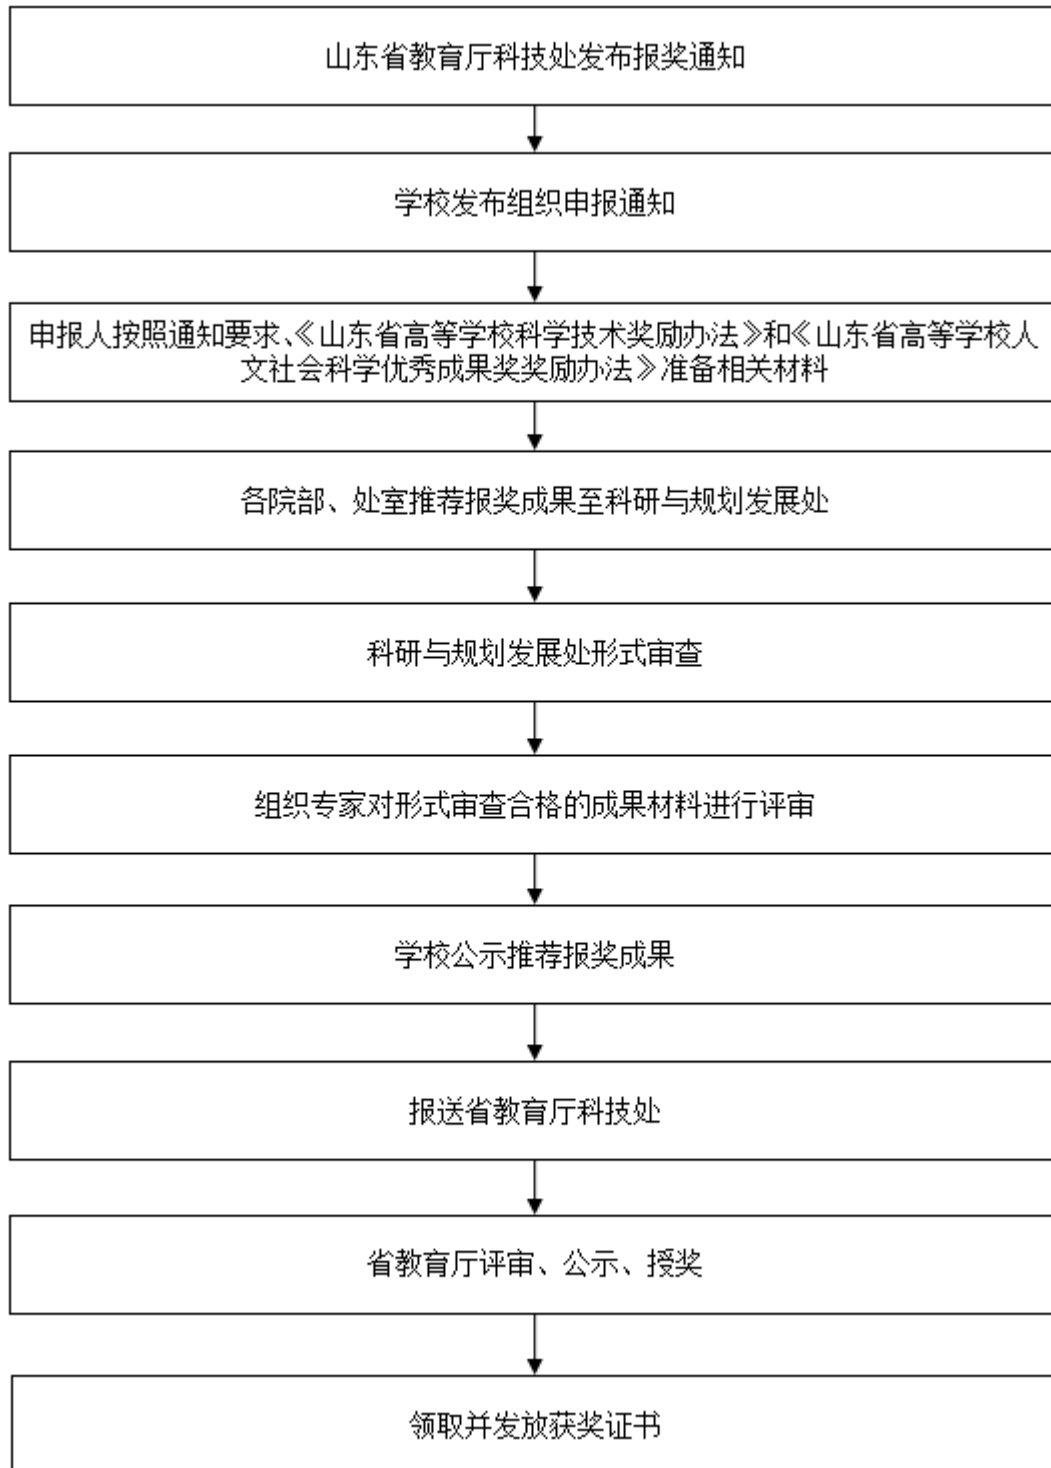 山东省教育厅科技处发布报奖通知
学校发布组织申报通知
申报人按照通知要求、《山东省高等学校科学技术奖励办法》和《山东省高等学校人
文社会科学优秀成果奖奖励办法》准备相关材料
各院部、处室推荐报奖成果至科研与规划发展处
科研与规划发展处形式审查
组织专家对形式审查合格的成果材料进行评审
学校公示推荐报奖成果
报送省教育厅科技处
省教育厅评审、公示、授奖
领取并发放获奖证书